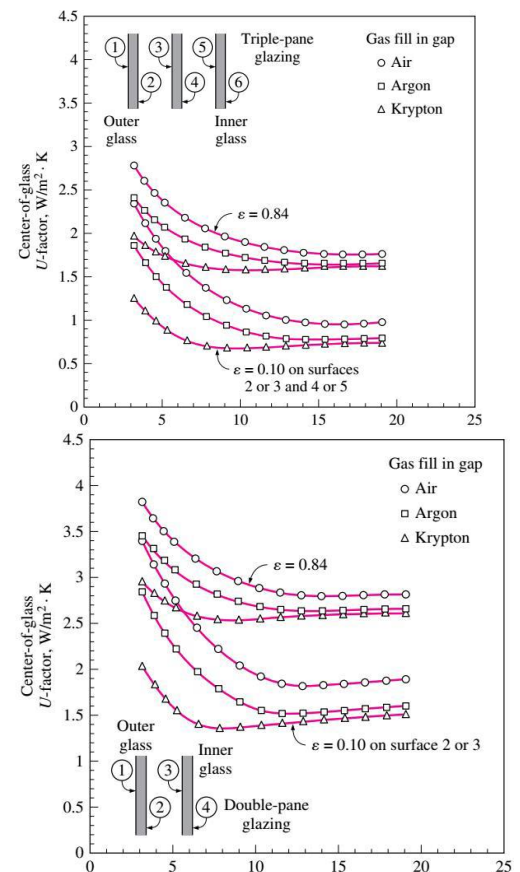 4.5
4
3.5
3
2.5
2
1.5
1
0.5
0
0
5
10
15
20
25
Center-of-glass
U-factor, W/m² · K
1
2
3
4
5
6
Triple-pane
glazing
Outer
glass
Inner
glass
Gas fill in gap
Air
Argon
Krypton
ε = 0.84
ε = 0.10 on surfaces
2 or 3 and 4 or 5
4.5
4
3.5
3
2.5
2
1.5
1
0.5
0
0
5
10
15
20
25
Center-of-glass
U-factor, W/m² · K
Gas fill in gap
Air
Argon
Krypton
ε = 0.84
ε = 0.10 on surface 2 or 3
Outer
glass
Inner
glass
1
2
3
4
Double-pane
glazing